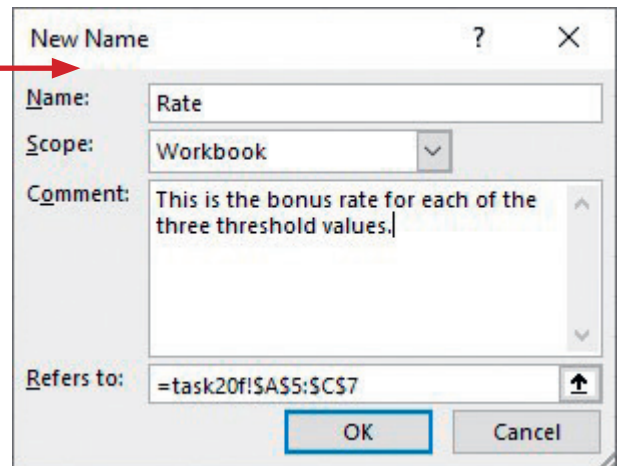 New Name ? ×
Name: Rate
Scope: Workbook
Comment: This is the bonus rate for each of the
three threshold values.
Refers to: =task20f!$A$5:$C$7
OK Cancel